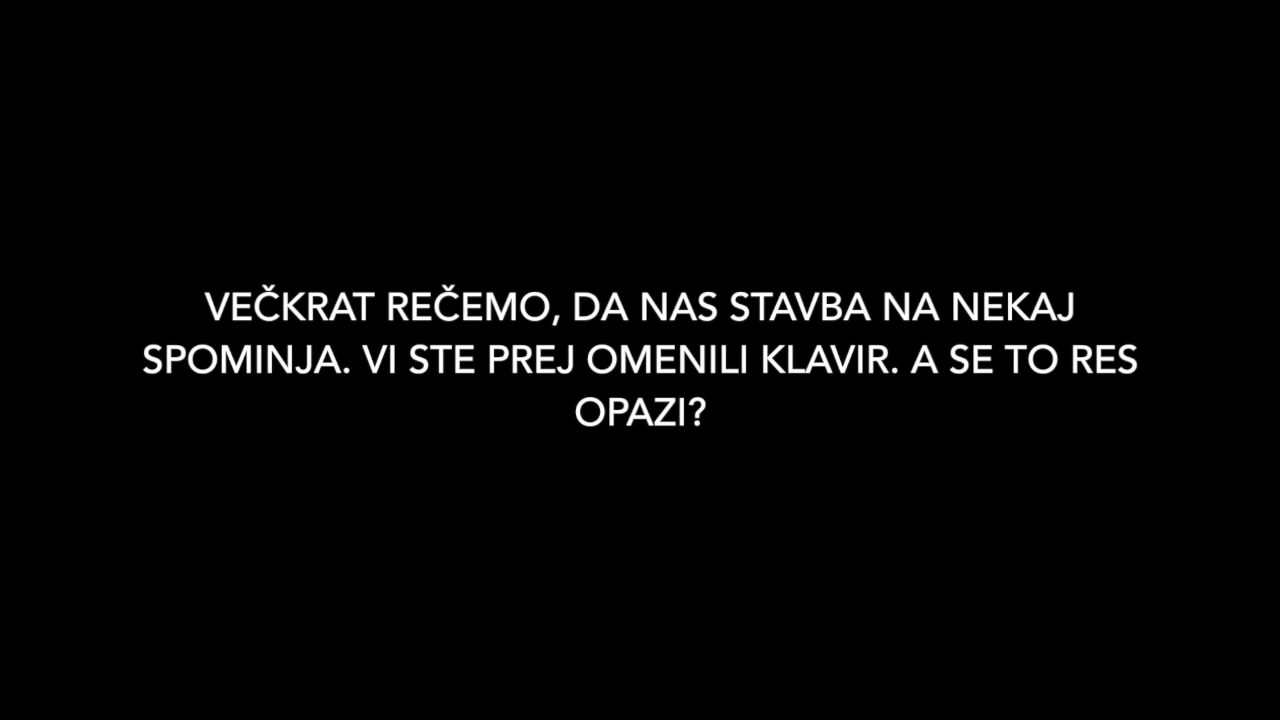 VEČKRAT REČEMO, DA NAS STAVBA NA NEKAJ
SPOMINJA. VI STE PREJ OMENILI KLAVIR. A SE TO RES
OPAZI?